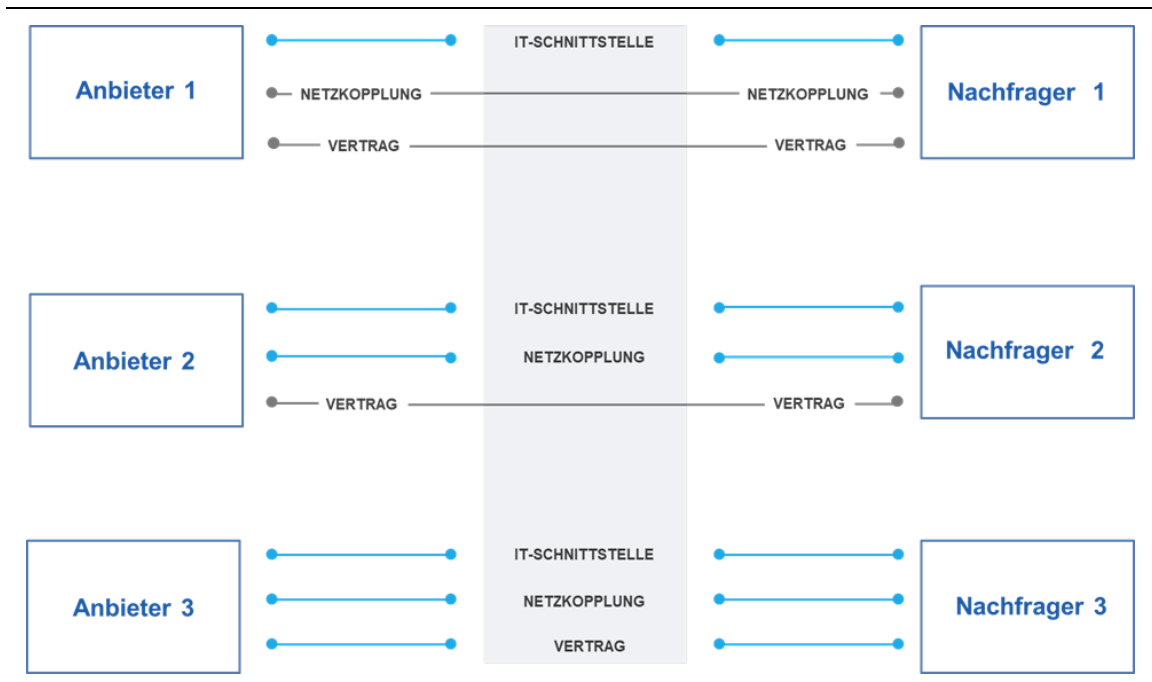 IT-SCHNITTSTELLE
Anbieter 1
NETZKOPPLUNG
NETZKOPPLUNG
Nachfrager 1
VERTRAG
VERTRAG
IT-SCHNITTSTELLE
Anbieter 2
NETZKOPPLUNG
Nachfrager 2
VERTRAG
VERTRAG
IT-SCHNITTSTELLE
Anbieter 3
NETZKOPPLUNG
Nachfrager 3
VERTRAG